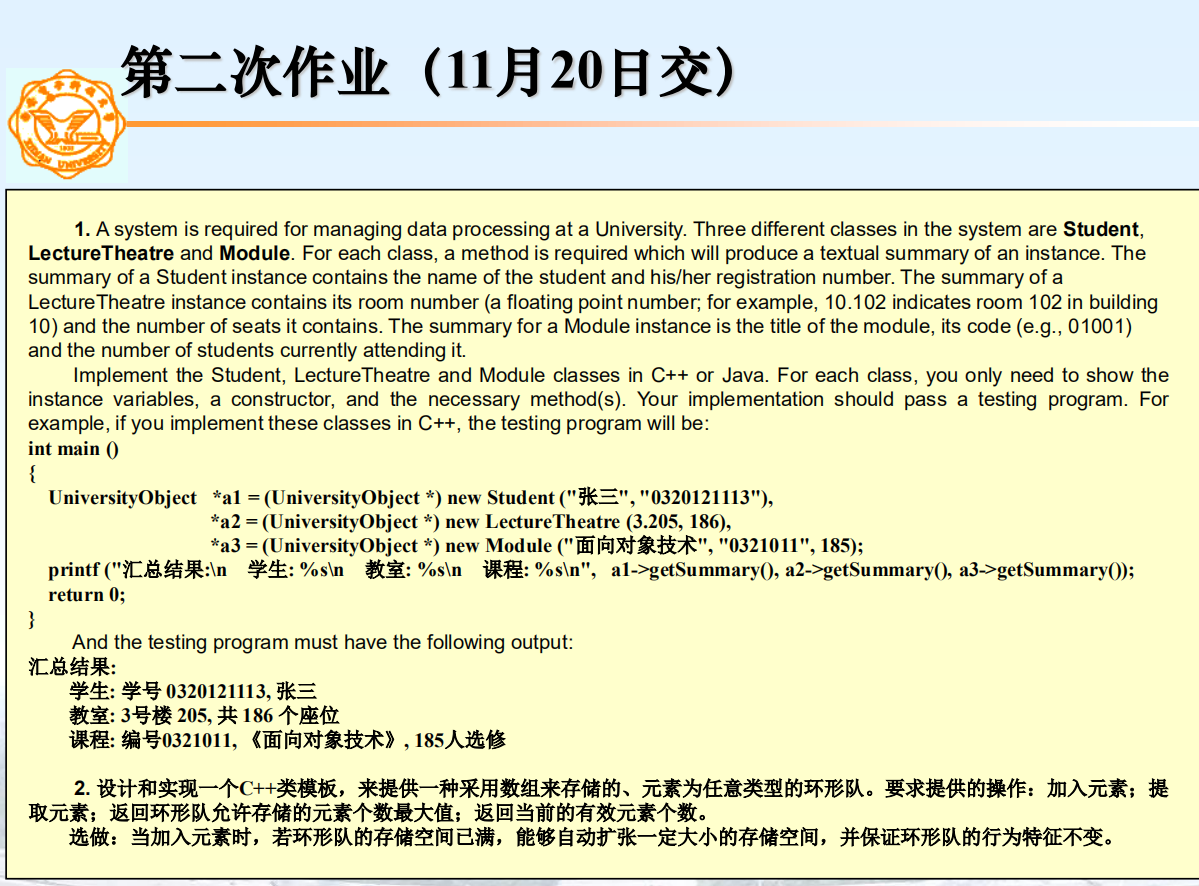 第二次作业（11月20日交）
1. A system is required for managing data processing at a University. Three different classes in the system are Student,
LectureTheatre and Module. For each class, a method is required which will produce a textual summary of an instance. The
summary of a Student instance contains the name of the student and his/her registration number. The summary of a
LectureTheatre instance contains its room number (a floating point number; for example, 10.102 indicates room 102 in building
10) and the number of seats it contains. The summary for a Module instance is the title of the module, its code (e.g., 01001)
and the number of students currently attending it.
Implement the Student, LectureTheatre and Module classes in C++ or Java. For each class, you only need to show the
instance variables, a constructor, and the necessary method(s). Your implementation should pass a testing program. For
example, if you implement these classes in C++, the testing program will be:
int main ()
{
UniversityObject *a1 = (UniversityObject *) new Student ("张三", "0320121113"),
*a2 = (UniversityObject *) new LectureTheatre (3.205, 186),
*a3 = (UniversityObject *) new Module ("面向对象技术", "0321011", 185);
printf ("汇总结果:\n 学生: %s\n 教室: %s\n 课程: %s\n", a1->getSummary(), a2->getSummary(), a3->getSummary());
return 0;
}
And the testing program must have the following output:
汇总结果:
学生: 学号 0320121113, 张三
教室: 3号楼 205, 共 186 个座位
课程: 编号0321011, 《面向对象技术》, 185人选修
2. 设计和实现一个C++类模板，来提供一种采用数组来存储的、元素为任意类型的环形队。要求提供的操作：加入元素；提
取元素；返回环形队允许存储的元素个数最大值；返回当前的有效元素个数。
选做：当加入元素时，若环形队的存储空间已满，能够自动扩张一定大小的存储空间，并保证环形队的行为特征不变。